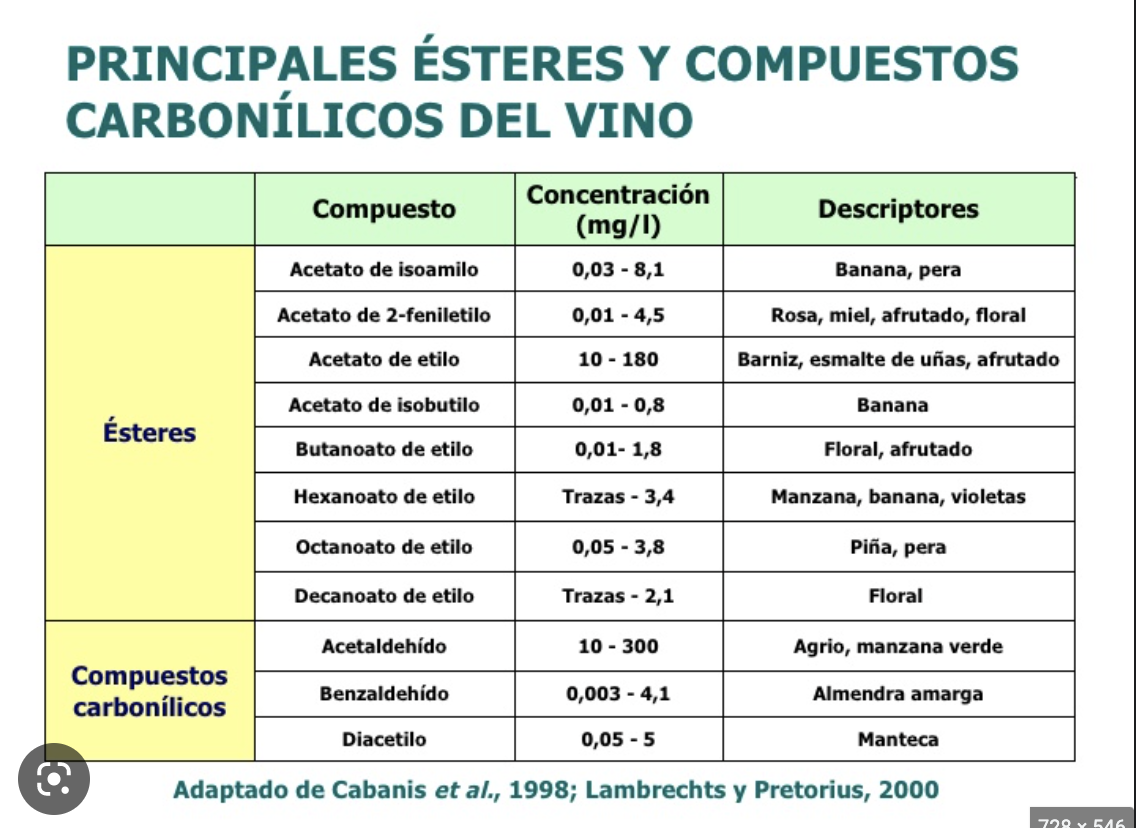 PRINCIPALES ÉSTERES Y COMPUESTOS
CARBONÍLICOS DEL VINO
Compuesto Concentración (mg/l) Descriptores
Ésteres
Acetato de isoamilo 0,03 - 8,1 Banana, pera
Acetato de 2-feniletilo 0,01 - 4,5 Rosa, miel, afrutado, floral
Acetato de etilo 10 - 180 Barniz, esmalte de uñas, afrutado
Acetato de isobutilo 0,01 - 0,8 Banana
Butanoato de etilo 0,01- 1,8 Floral, afrutado
Hexanoato de etilo Trazas - 3,4 Manzana, banana, violetas
Octanoato de etilo 0,05 - 3,8 Piña, pera
Decanoato de etilo Trazas - 2,1 Floral
Compuestos
carbonílicos
Acetaldehído 10 - 300 Agrio, manzana verde
Benzaldehído 0,003 - 4,1 Almendra amarga
Diacetilo 0,05 - 5 Manteca
Adaptado de Cabanis et al., 1998; Lambrechts y Pretorius, 2000
728 × 546